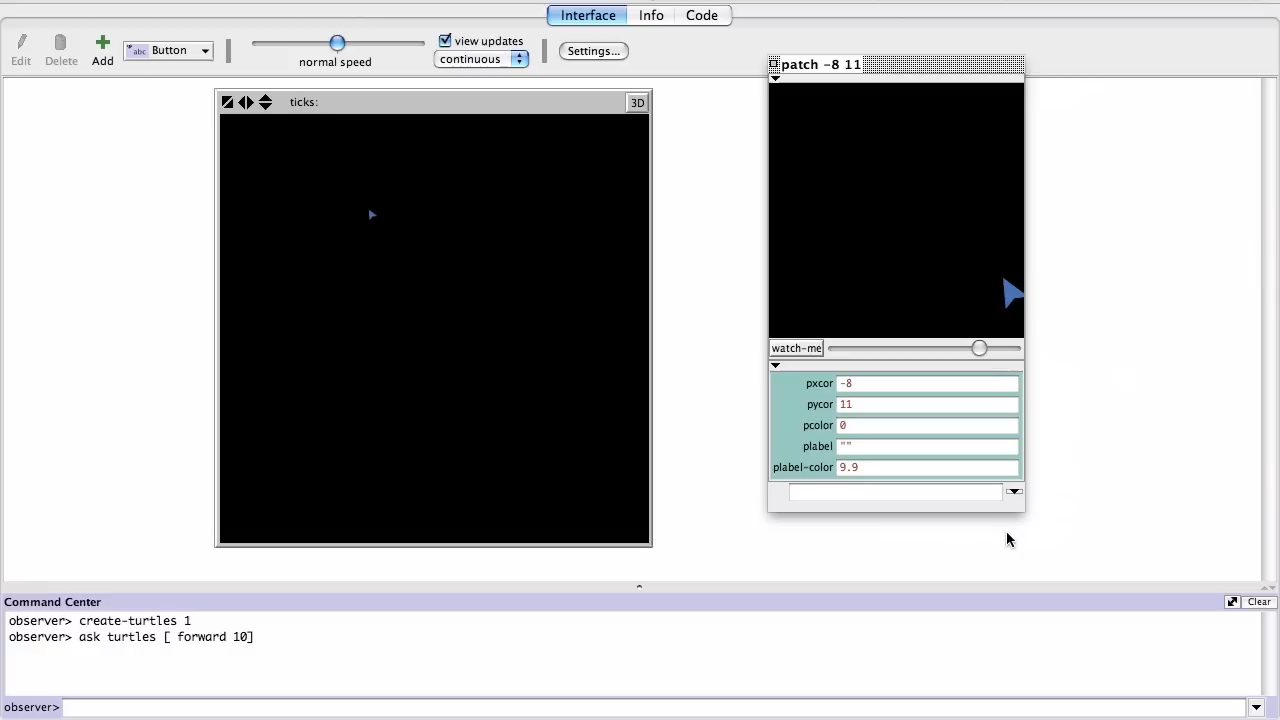 Interface Info Code
Edit Delete Add abc Button normal speed view updates continuous Settings...
ticks: 3D
patch -8 11
watch-me
pxcor -8
pycor 11
pcolor 0
plabel ""
plabel-color 9.9
Command Center Clear
observer> create-turtles 1
observer> ask turtles [ forward 10]
observer>